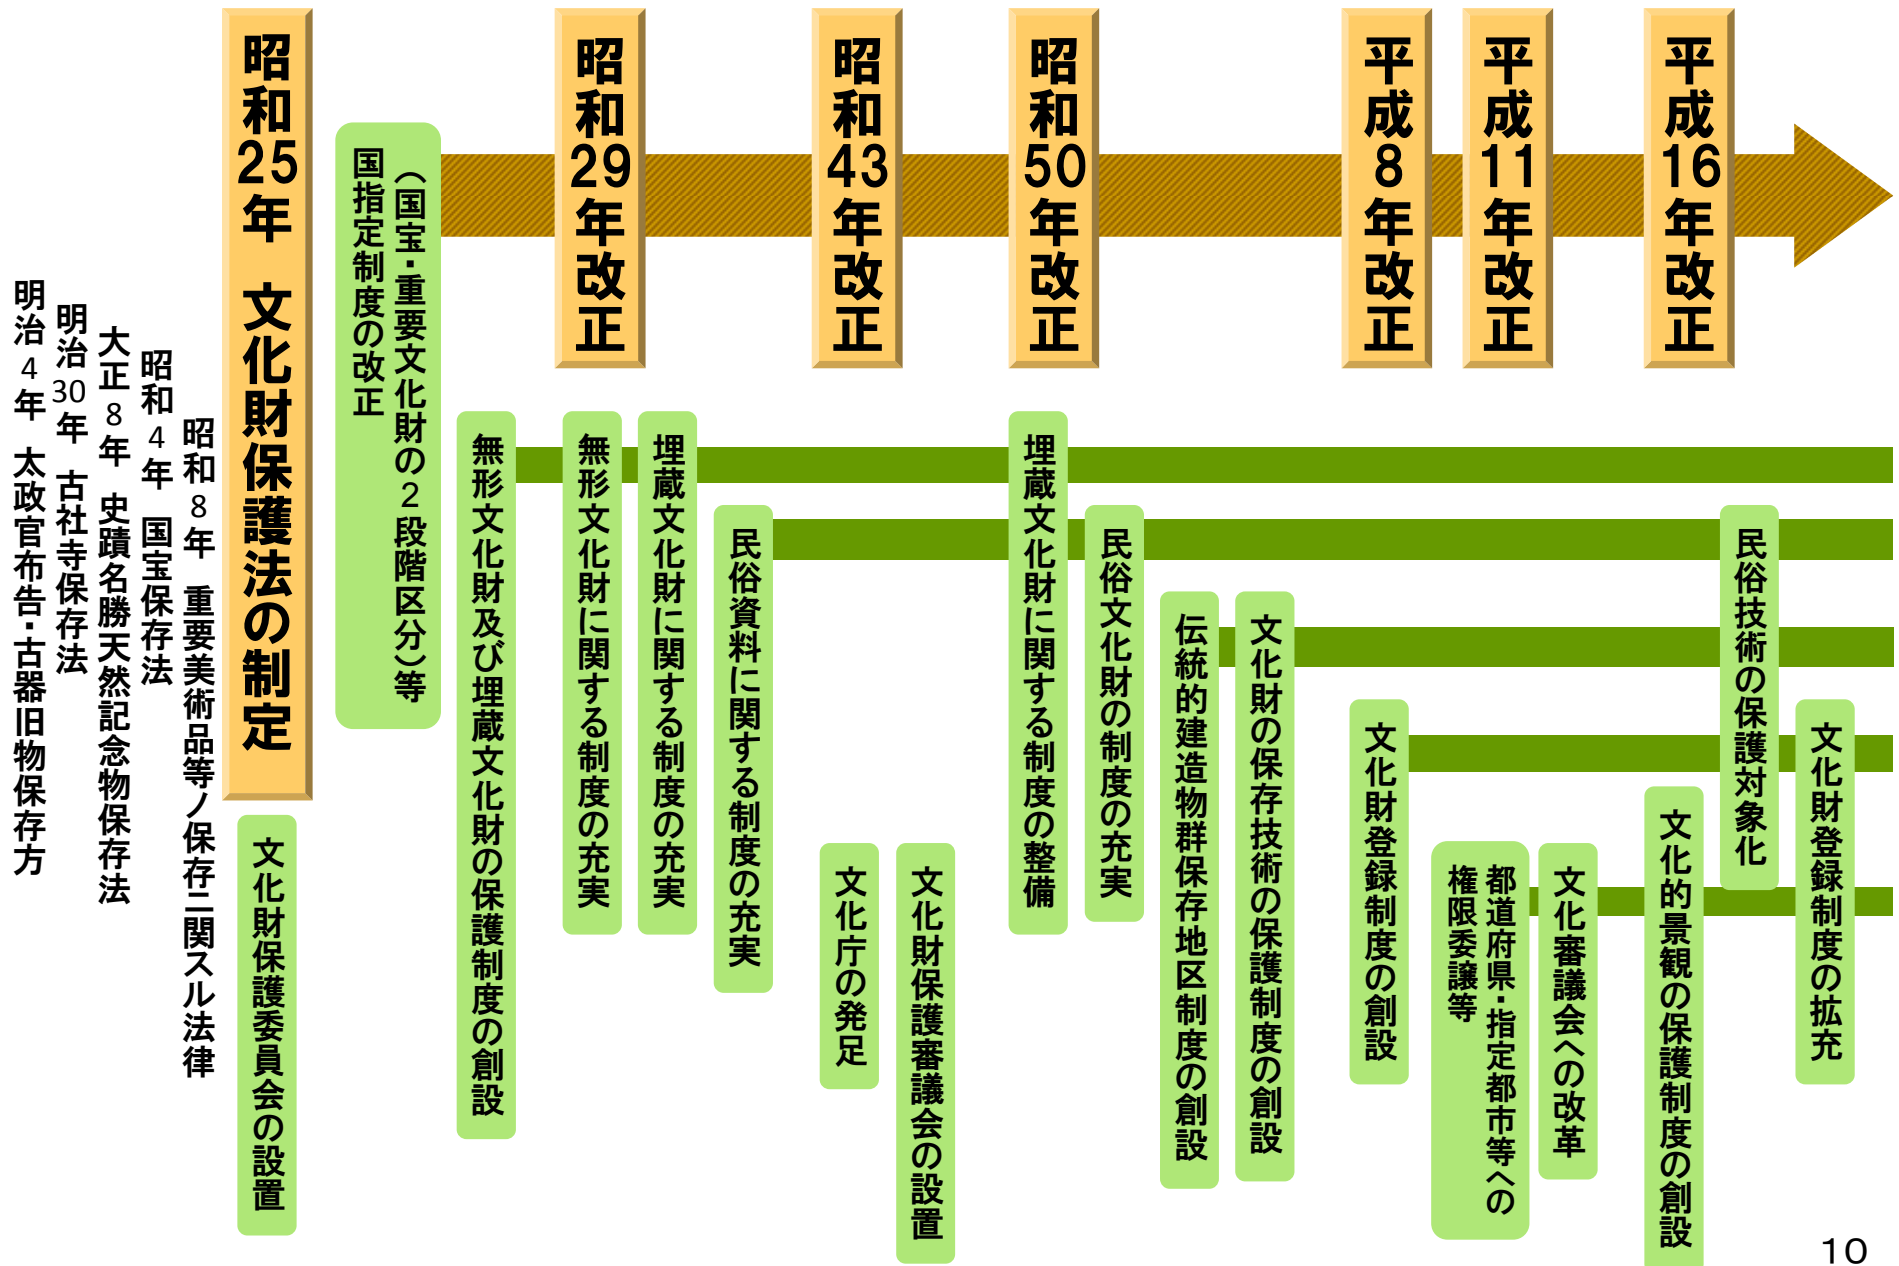 明治4年 太政官布告・古器旧物保存方
明治30年 古社寺保存法
大正8年 史蹟名勝天然記念物保存法
昭和4年 国宝保存法
昭和8年 重要美術品等ノ保存ニ関スル法律
昭和25年 文化財保護法の制定
文化財保護委員会の設置
国指定制度の改正
（国宝・重要文化財の2段階区分）等
無形文化財及び埋蔵文化財の保護制度の創設
昭和29年改正
無形文化財に関する制度の充実
埋蔵文化財に関する制度の充実
民俗資料に関する制度の充実
昭和43年改正
文化庁の発足
文化財保護審議会の設置
昭和50年改正
埋蔵文化財に関する制度の整備
民俗文化財の制度の充実
伝統的建造物群保存地区制度の創設
文化財の保存技術の保護制度の創設
平成8年改正
文化財登録制度の創設
平成11年改正
都道府県・指定都市等への
権限委譲等
文化審議会への改革
平成16年改正
文化的景観の保護制度の創設
民俗技術の保護対象化
文化財登録制度の拡充
10